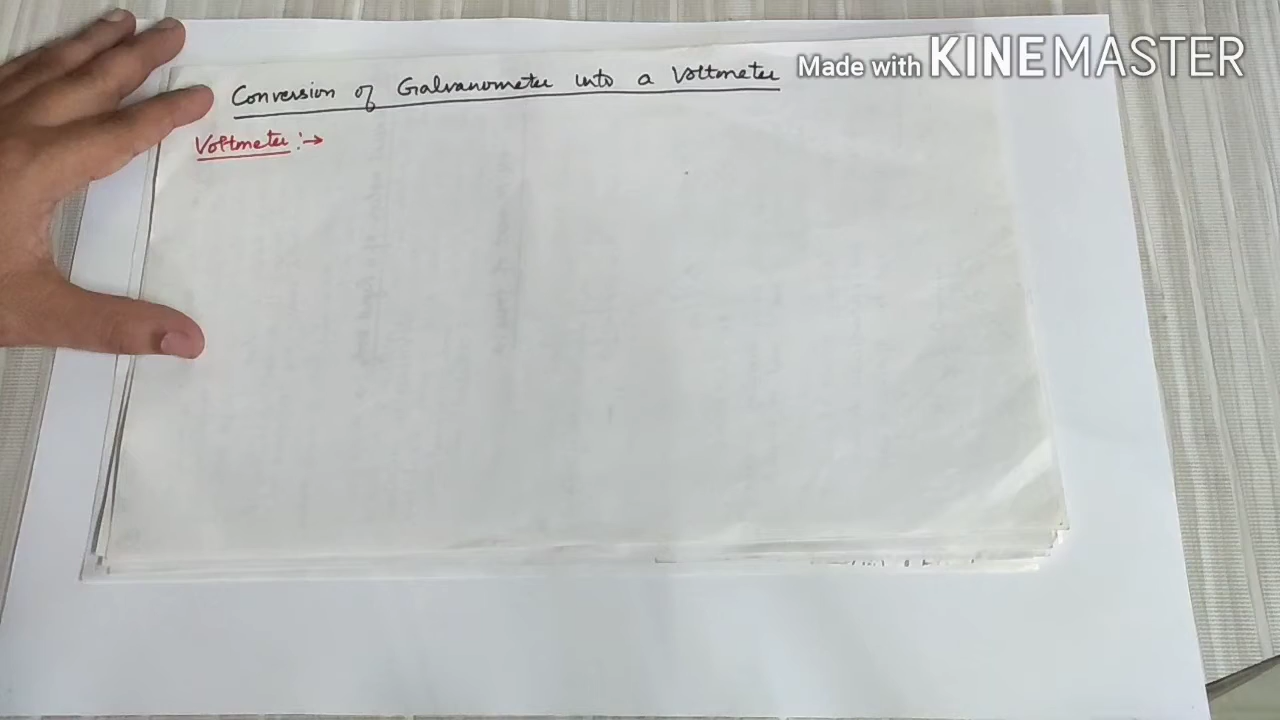 Made with KINEMASTER
Conversion of Galvanometer into a Voltmeter
Voltmeter :→